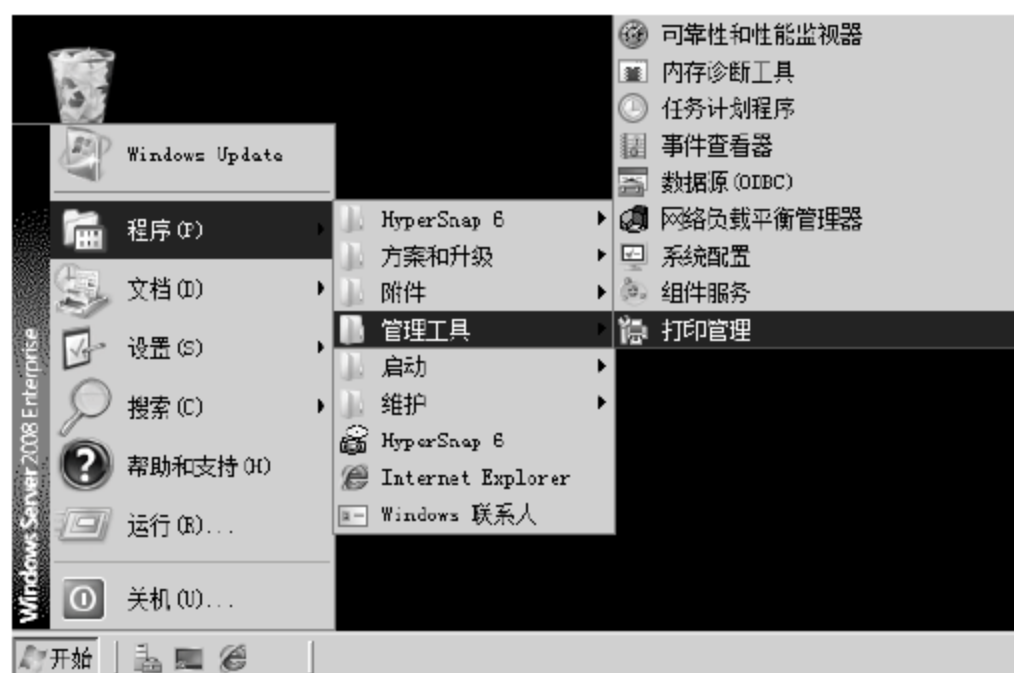 可靠性和性能监视器
内存诊断工具
任务计划程序
事件查看器
数据源(ODBC)
网络负载平衡管理器
系统配置
组件服务
打印管理
HyperSnap 6
方案和升级
附件
管理工具
启动
维护
HyperSnap 6
Internet Explorer
Windows 联系人
Windows Update
程序(P)
文档(D)
设置(S)
搜索(C)
帮助和支持(H)
运行(R)...
关机(U)...
Windows Server 2008 Enterprise
开始